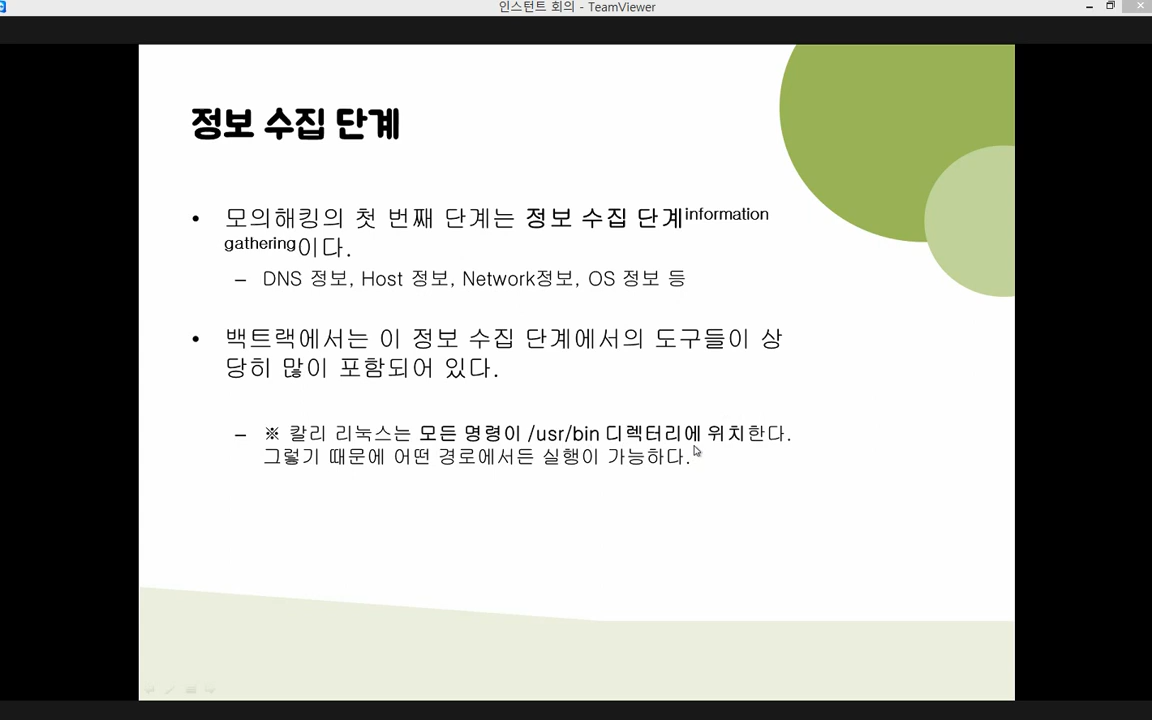 인스턴트 회의 - TeamViewer
정보 수집 단계
• 모의해킹의 첫 번째 단계는 정보 수집 단계information
gathering이다.
– DNS 정보, Host 정보, Network정보, OS 정보 등
• 백트랙에서는 이 정보 수집 단계에서의 도구들이 상
당히 많이 포함되어 있다.
– ※ 칼리 리눅스는 모든 명령이 /usr/bin 디렉터리에 위치한다.
그렇기 때문에 어떤 경로에서든 실행이 가능하다.